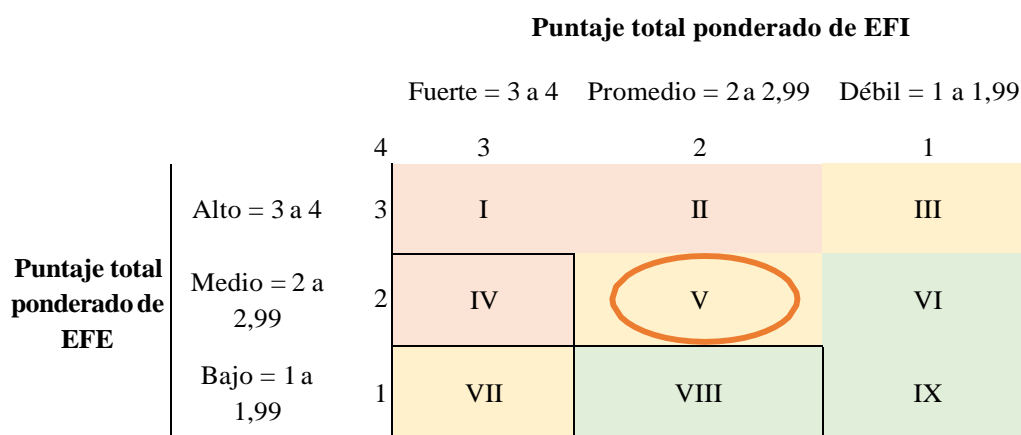 Puntaje total ponderado de EFI
Fuerte = 3 a 4 Promedio = 2 a 2,99 Débil = 1 a 1,99
4 3 2 1
Alto = 3 a 4 3 I II III
Puntaje total
ponderado de
EFE
Medio = 2 a
2,99
2 IV V VI
Bajo = 1 a
1,99
1 VII VIII IX